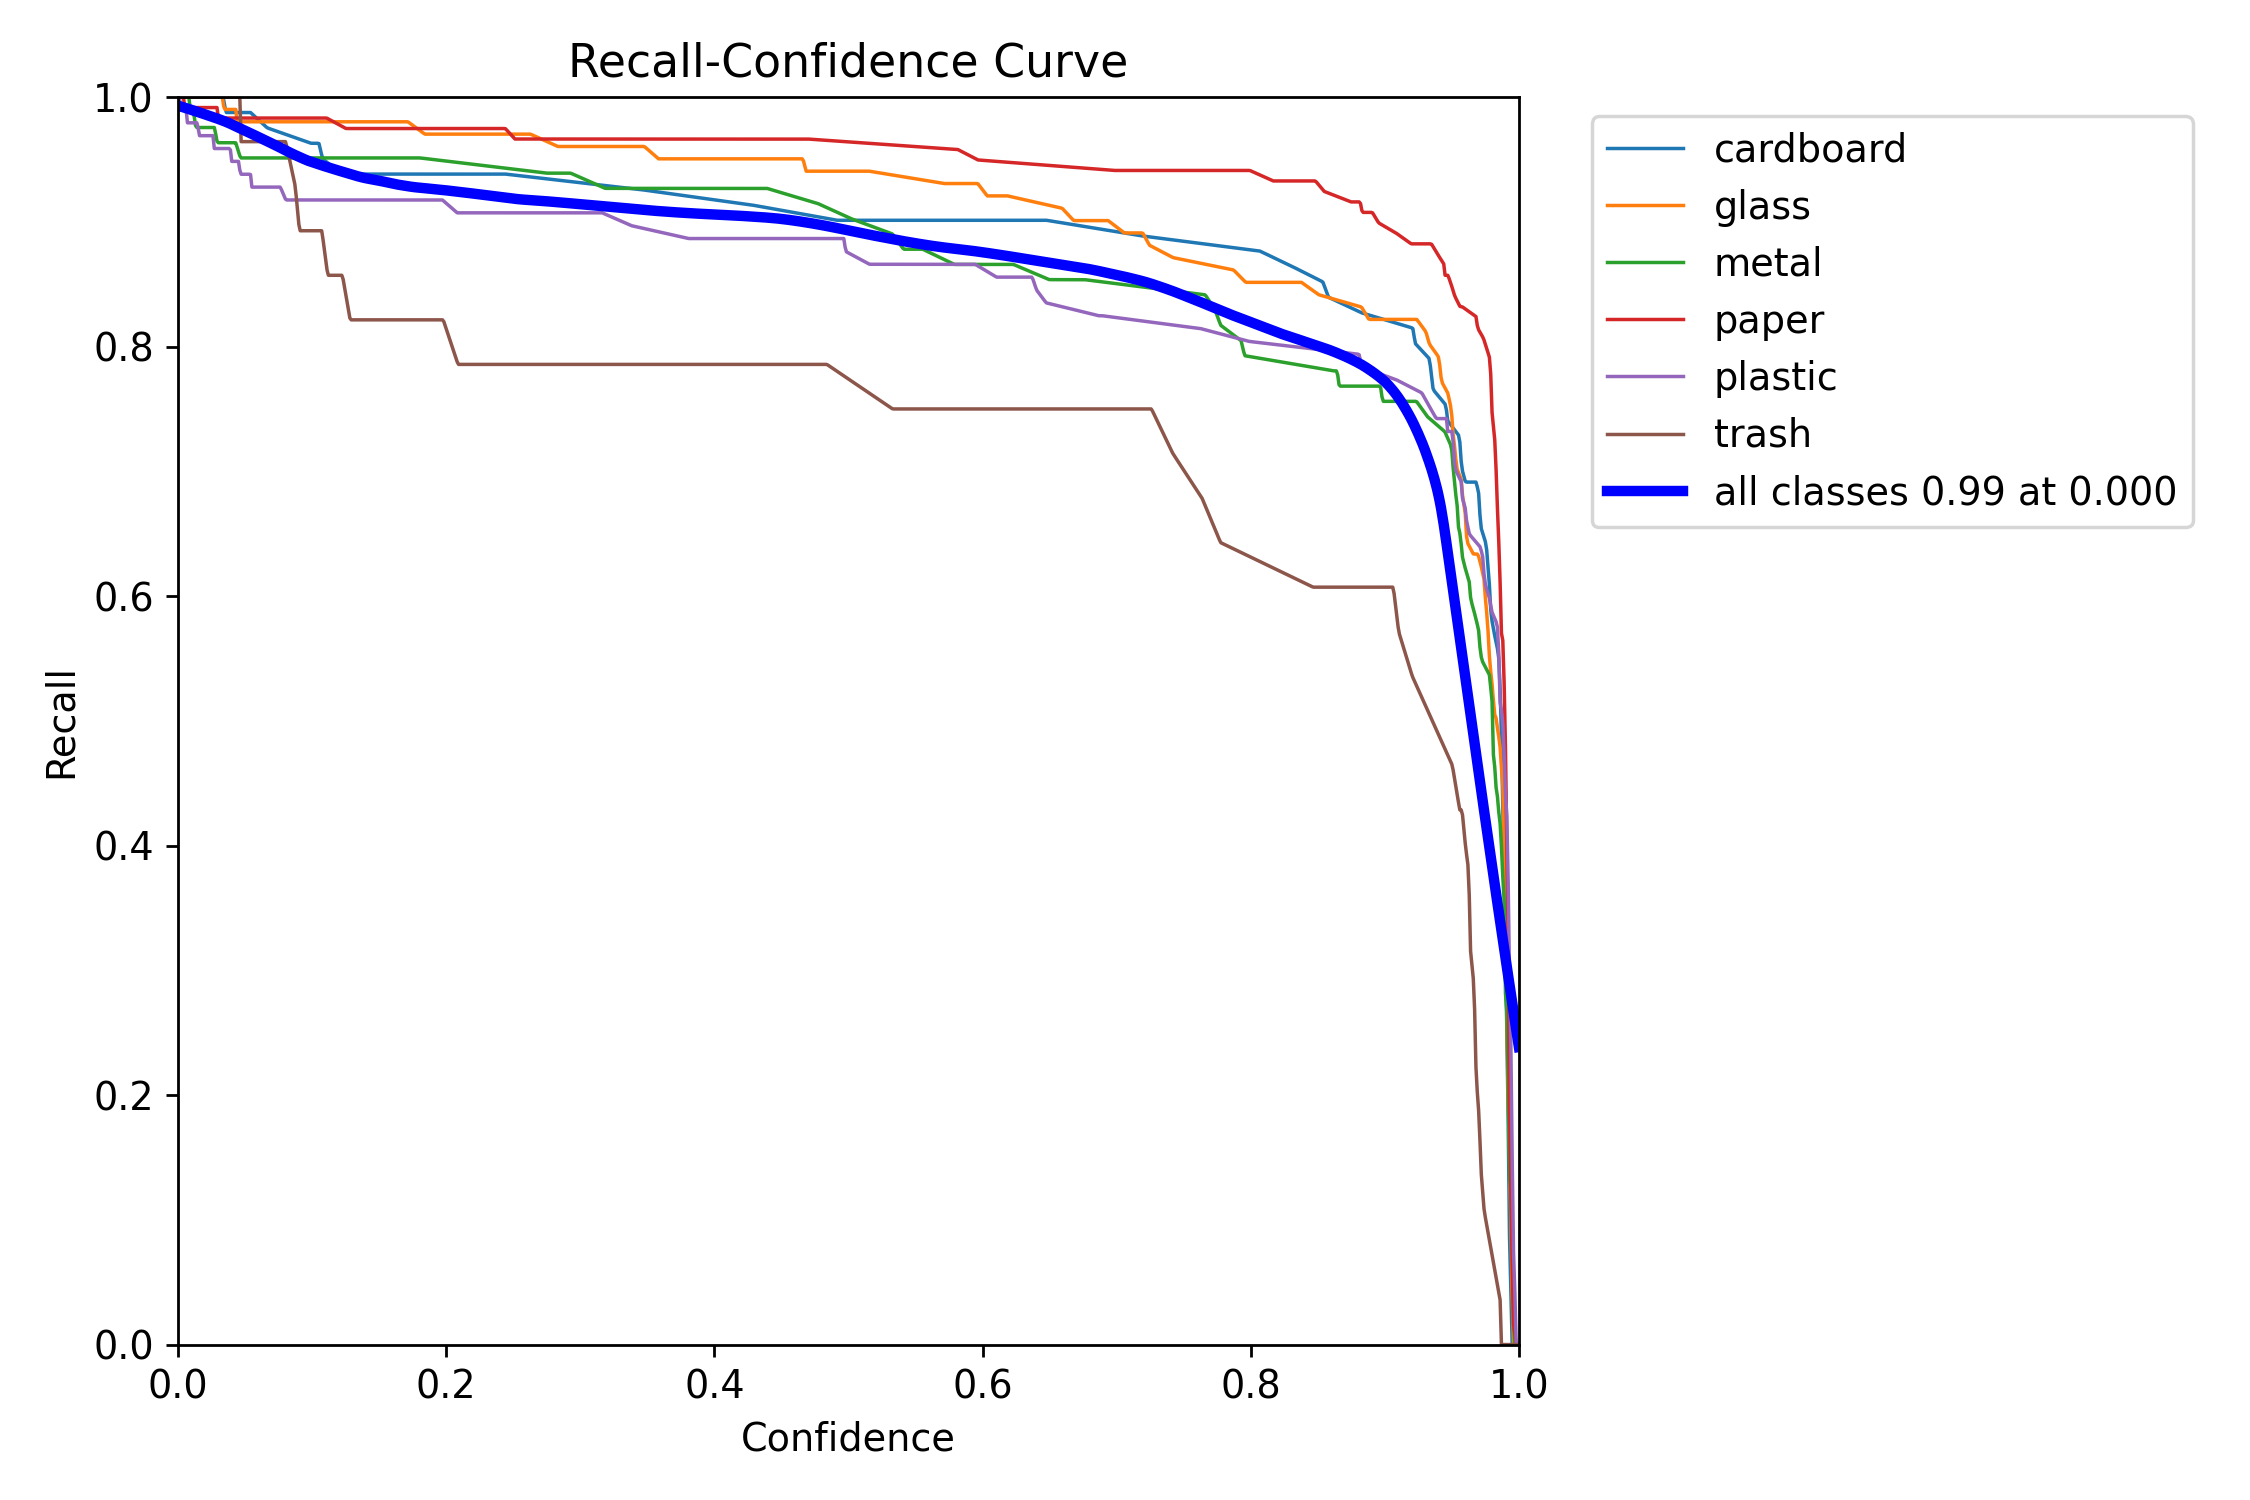 Recall-Confidence Curve
1.0
0.8
0.6
0.4
0.2
0.0
Recall
0.0 0.2 0.4 0.6 0.8 1.0
Confidence
cardboard
glass
metal
paper
plastic
trash
all classes 0.99 at 0.000